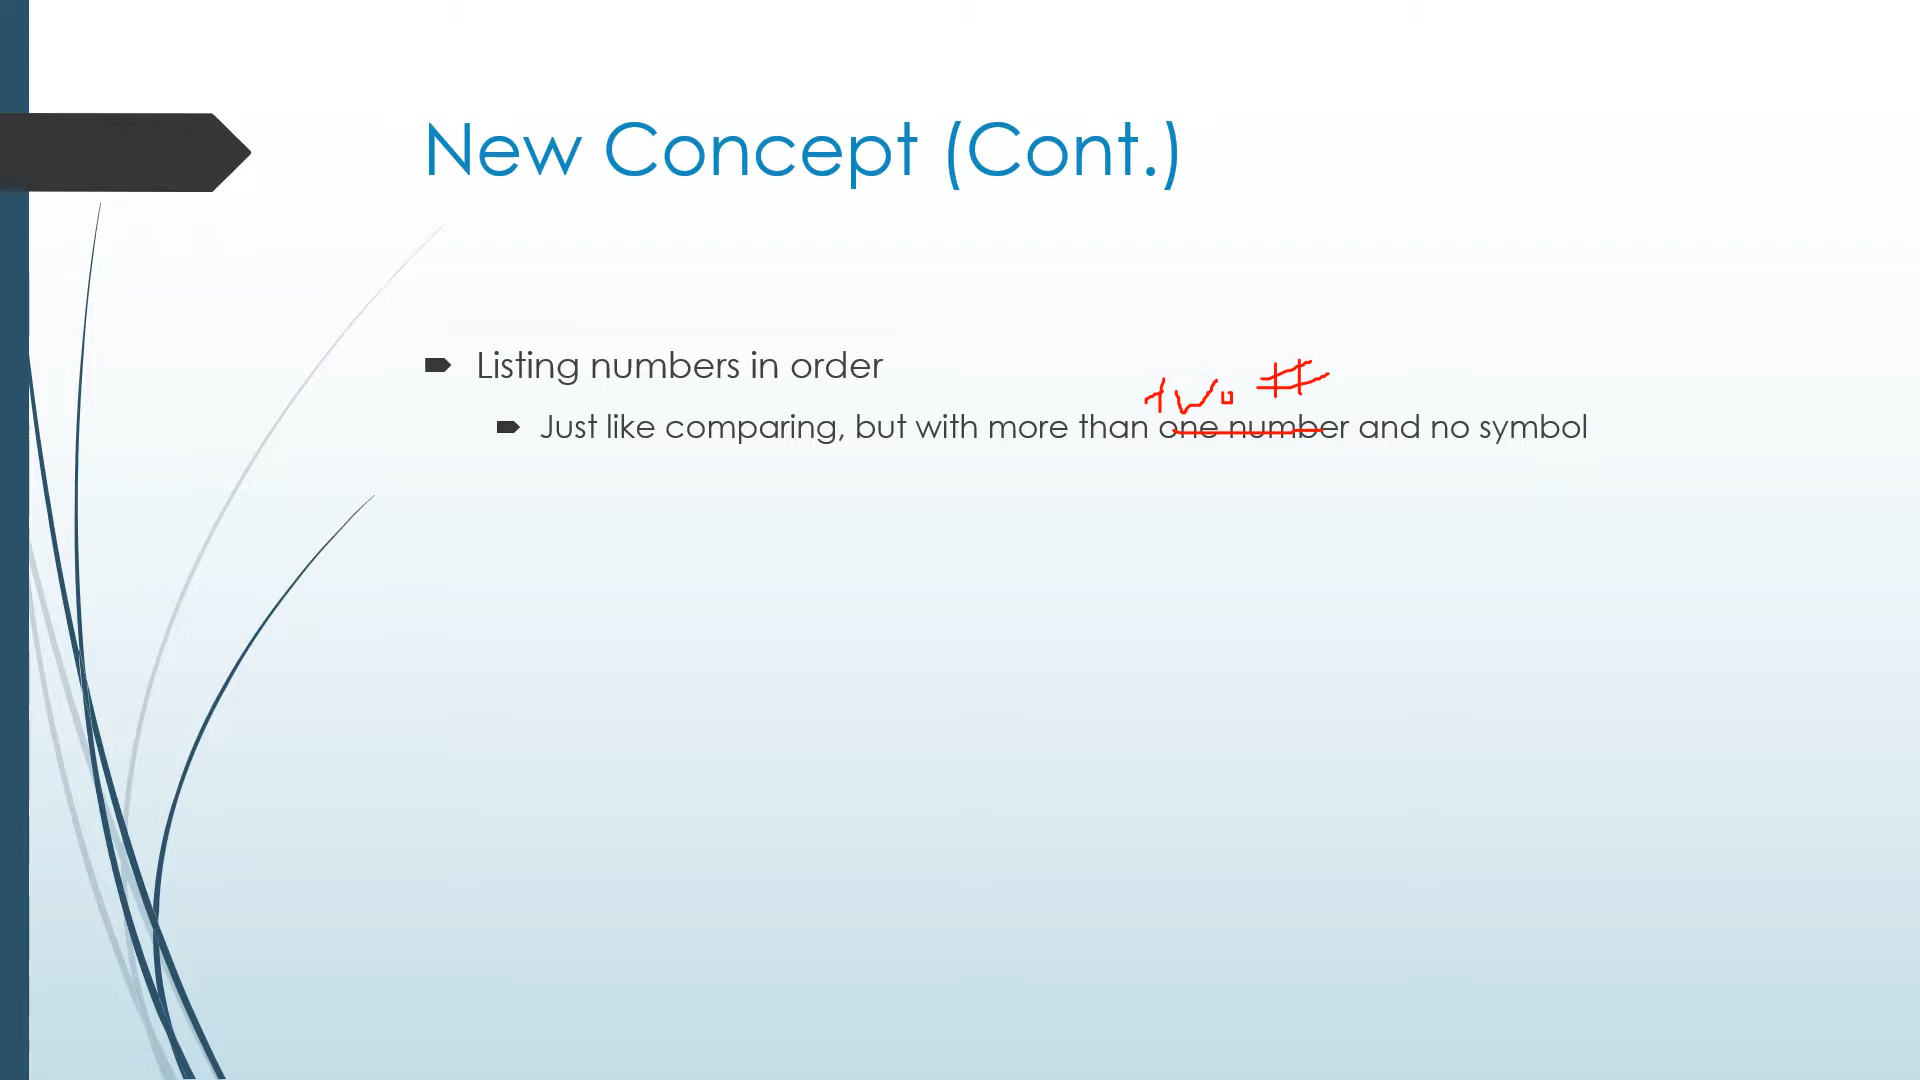 New Concept (Cont.)
Listing numbers in order
two #
Just like comparing, but with more than one number and no symbol